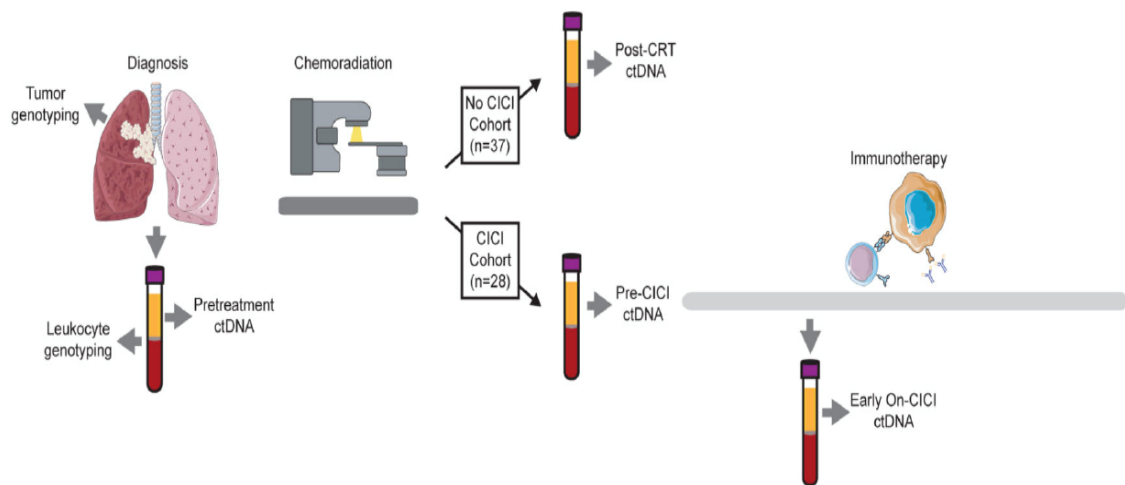 Diagnosis
Tumor
genotyping
Leukocyte
genotyping
Pretreatment
ctDNA
Chemoradiation
No CICI
Cohort
(n=37)
Post-CRT
ctDNA
CICI
Cohort
(n=28)
Pre-CICI
ctDNA
Immunotherapy
Early On-CICI
ctDNA